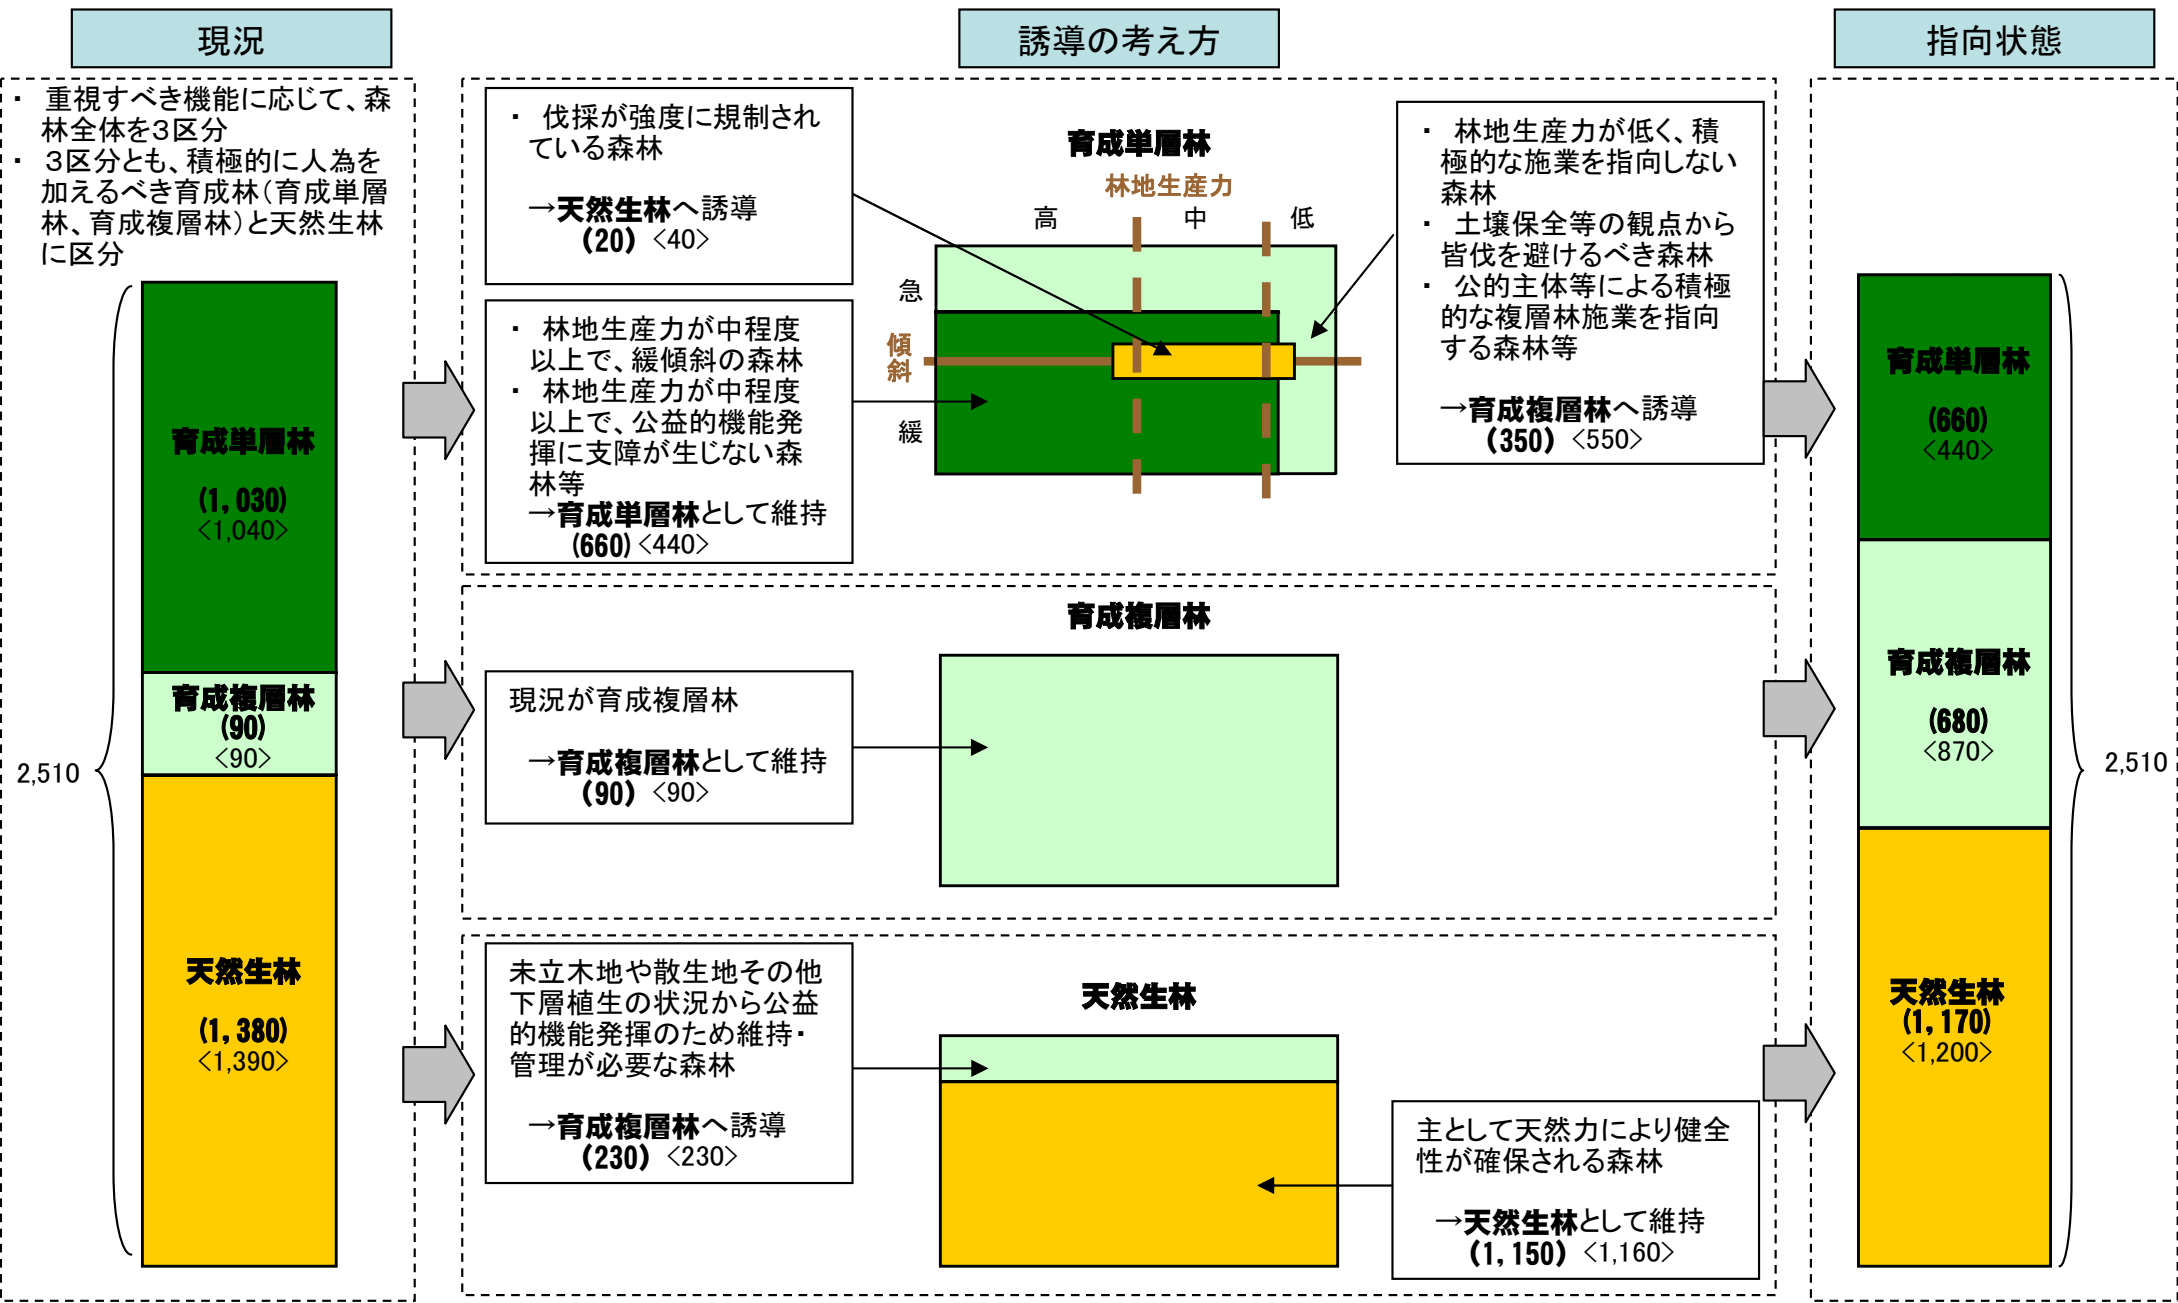 現況
誘導の考え方
指向状態
・ 重視すべき機能に応じて、森
林全体を3区分
・ 3区分とも、積極的に人為を
加えるべき育成林(育成単層
林、育成複層林)と天然生林
に区分
2,510
育成単層林
(1,030)
<1,040>
育成複層林
(90)
<90>
天然生林
(1,380)
<1,390>
・ 伐採が強度に規制され
ている森林
→天然生林へ誘導
(20) <40>
・ 林地生産力が中程度
以上で、緩傾斜の森林
・ 林地生産力が中程度
以上で、公益的機能発
揮に支障が生じない森
林等
→育成単層林として維持
(660) <440>
育成単層林
林地生産力
高 中 低
急
傾斜
緩
・ 林地生産力が低く、積
極的な施業を指向しない
森林
・ 土壌保全等の観点から
皆伐を避けるべき森林
・ 公的主体等による積極
的な複層林施業を指向
する森林等
→育成複層林へ誘導
(350) <550>
育成複層林
現況が育成複層林
→育成複層林として維持
(90) <90>
天然生林
未立木地や散生地その他
下層植生の状況から公益
的機能発揮のため維持・
管理が必要な森林
→育成複層林へ誘導
(230) <230>
主として天然力により健全
性が確保される森林
→天然生林として維持
(1,150) <1,160>
育成単層林
(660)
<440>
育成複層林
(680)
<870>
天然生林
(1,170)
<1,200>
2,510